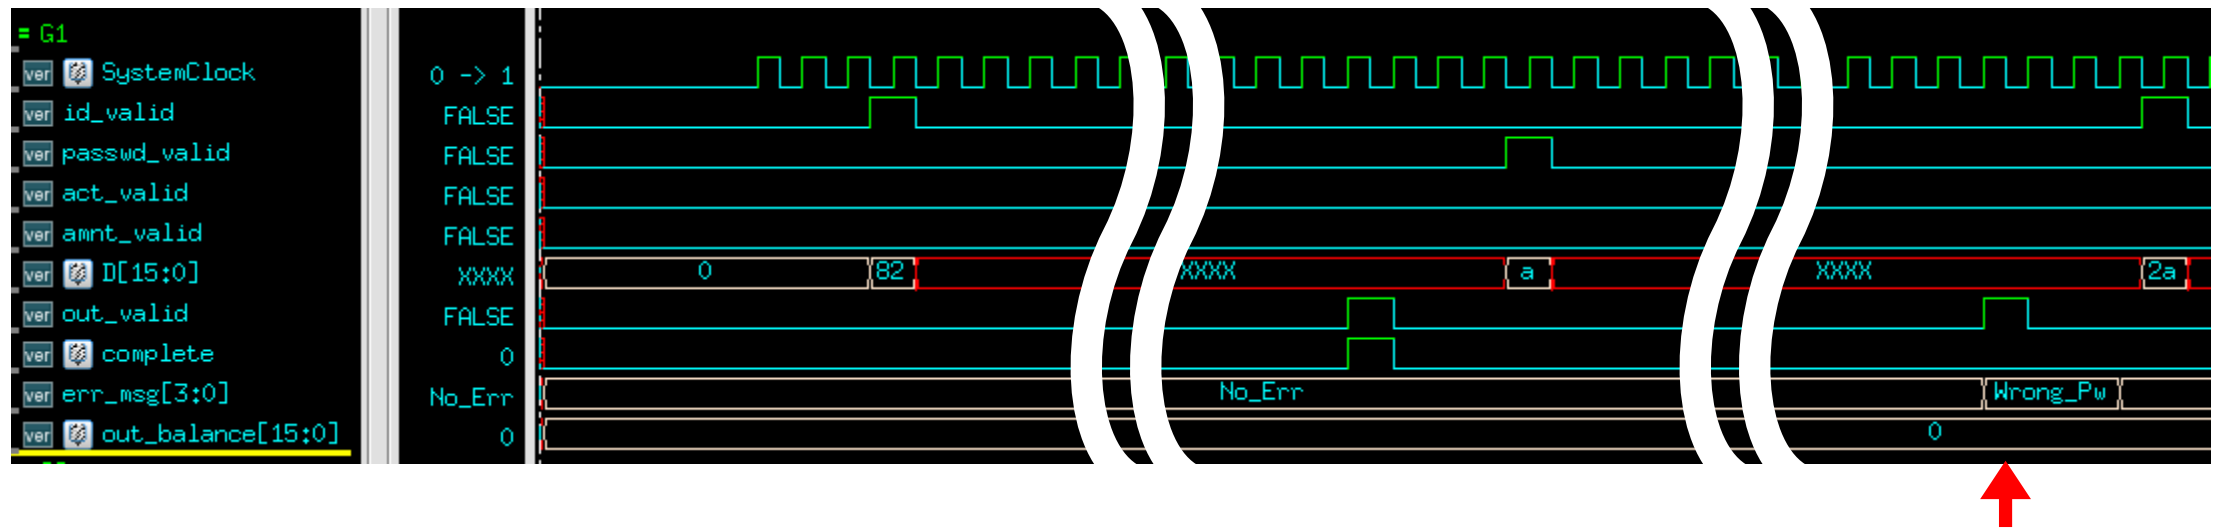 = G1
ver SystemClock 0 -> 1
ver id_valid FALSE
ver passwd_valid FALSE
ver act_valid FALSE
ver amnt_valid FALSE
ver D[15:0] XXXX 0 82 XXXX a XXXX 2a
ver out_valid FALSE
ver complete 0
ver err_msg[3:0] No_Err No_Err Wrong_Pw
ver out_balance[15:0] 0 0